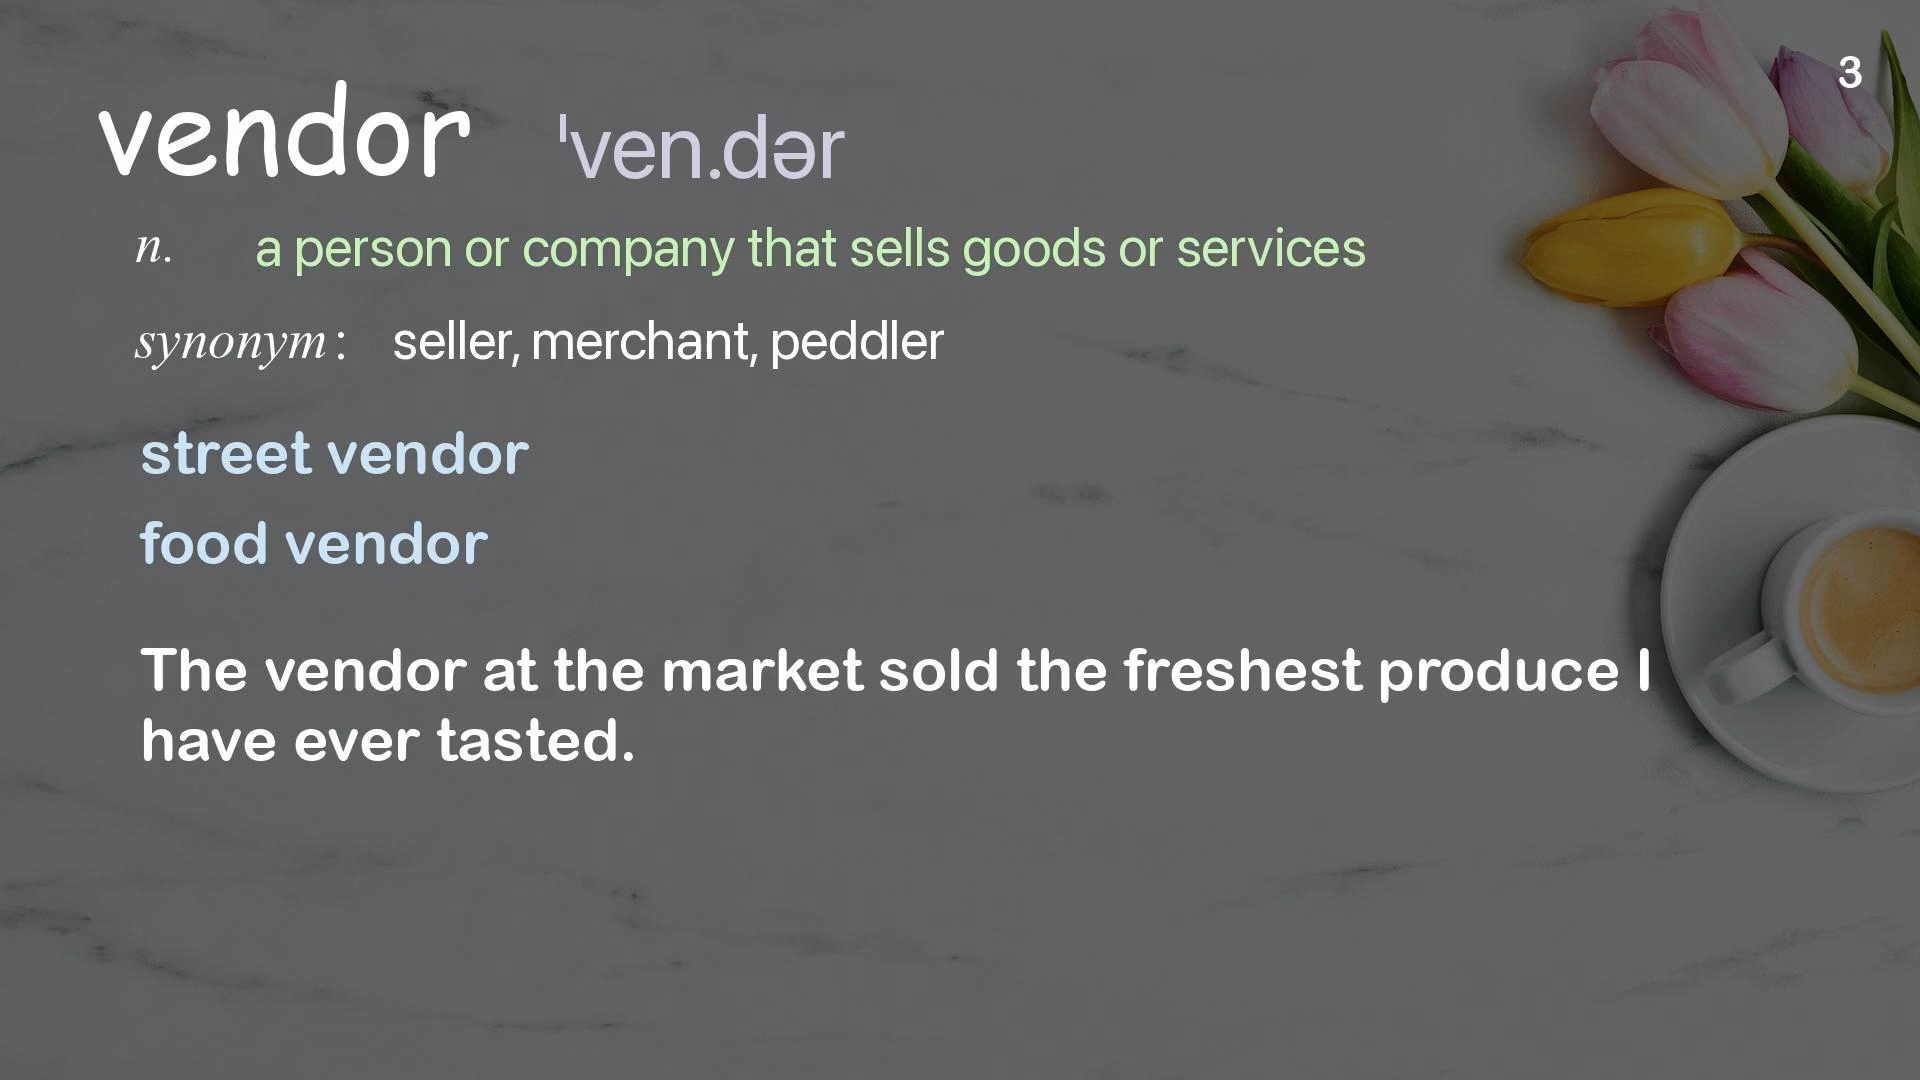 3
vendor ˈven.dər
n. a person or company that sells goods or services
synonym: seller, merchant, peddler
street vendor
food vendor
The vendor at the market sold the freshest produce I
have ever tasted.